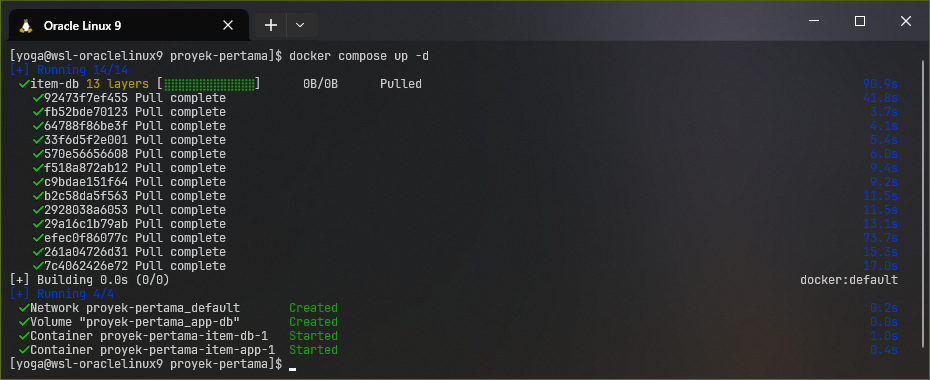 Oracle Linux 9
[yoga@wsl-oraclelinux9 proyek-pertama]$ docker compose up -d
[+] Running 14/14
✓item-db 13 layers [⣿⣿⣿⣿⣿⣿⣿⣿⣿⣿⣿⣿⣿] 0B/0B Pulled 90.9s
✓92473f7ef455 Pull complete 41.8s
✓fb52bde70123 Pull complete 3.7s
✓64788f86be3f Pull complete 4.1s
✓33f6d5f2e001 Pull complete 5.4s
✓570e56656608 Pull complete 6.0s
✓f518a872ab12 Pull complete 9.4s
✓c9bdae151f64 Pull complete 9.2s
✓b2c58da5f563 Pull complete 11.5s
✓2928038a6053 Pull complete 11.5s
✓29a16c1b79ab Pull complete 13.1s
✓efec0f86077c Pull complete 73.7s
✓261a04726d31 Pull complete 15.3s
✓7c4062426e72 Pull complete 17.0s
[+] Building 0.0s (0/0) docker:default
[+] Running 4/4
✓Network proyek-pertama_default Created 0.2s
✓Volume "proyek-pertama_app-db" Created 0.0s
✓Container proyek-pertama-item-db-1 Started 1.0s
✓Container proyek-pertama-item-app-1 Started 0.4s
[yoga@wsl-oraclelinux9 proyek-pertama]$